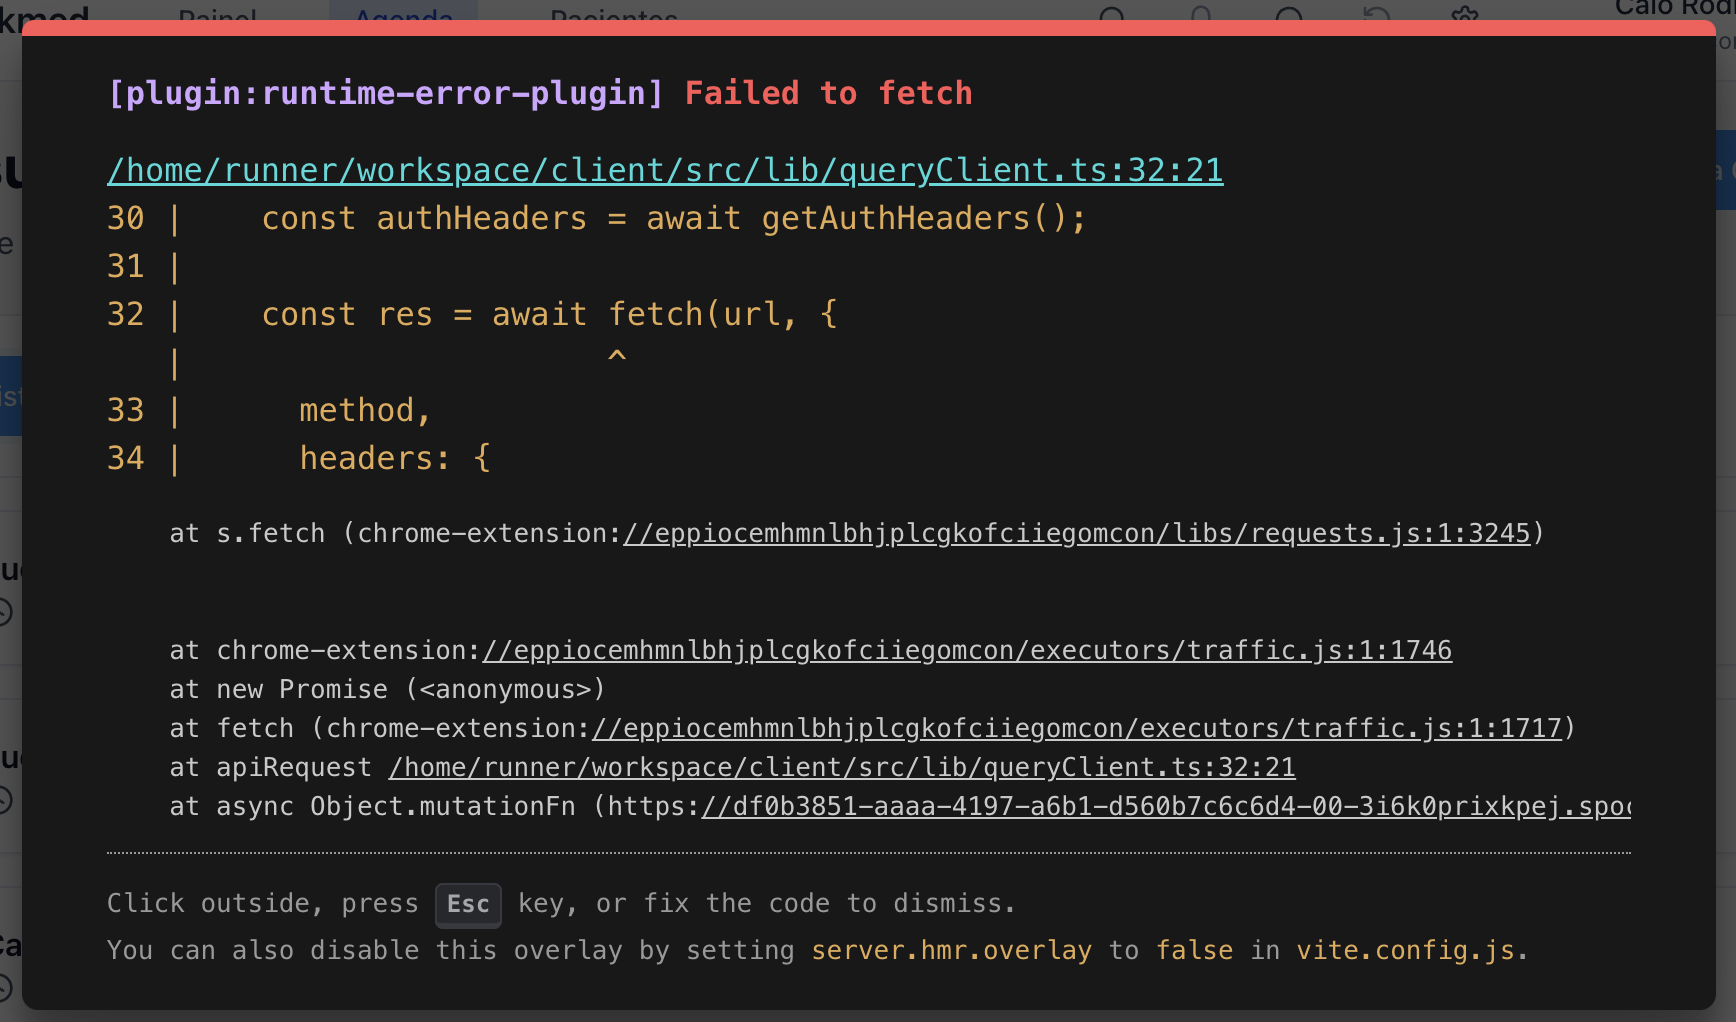 Painel Agenda Pacientes
[plugin:runtime-error-plugin] Failed to fetch
/home/runner/workspace/client/src/lib/queryClient.ts:32:21
30 |    const authHeaders = await getAuthHeaders();
31 |
32 |    const res = await fetch(url, {
   |                      ^
33 |      method,
34 |      headers: {
at s.fetch (chrome-extension://eppiocemhmnlbhjplcgkofciiegomcon/libs/requests.js:1:3245)
at chrome-extension://eppiocemhmnlbhjplcgkofciiegomcon/executors/traffic.js:1:1746
at new Promise (<anonymous>)
at fetch (chrome-extension://eppiocemhmnlbhjplcgkofciiegomcon/executors/traffic.js:1:1717)
at apiRequest /home/runner/workspace/client/src/lib/queryClient.ts:32:21
at async Object.mutationFn (https://df0b3851-aaaa-4197-a6b1-d560b7c6c6d4-00-3i6k0prixkpej.spoc
Click outside, press Esc key, or fix the code to dismiss.
You can also disable this overlay by setting server.hmr.overlay to false in vite.config.js.